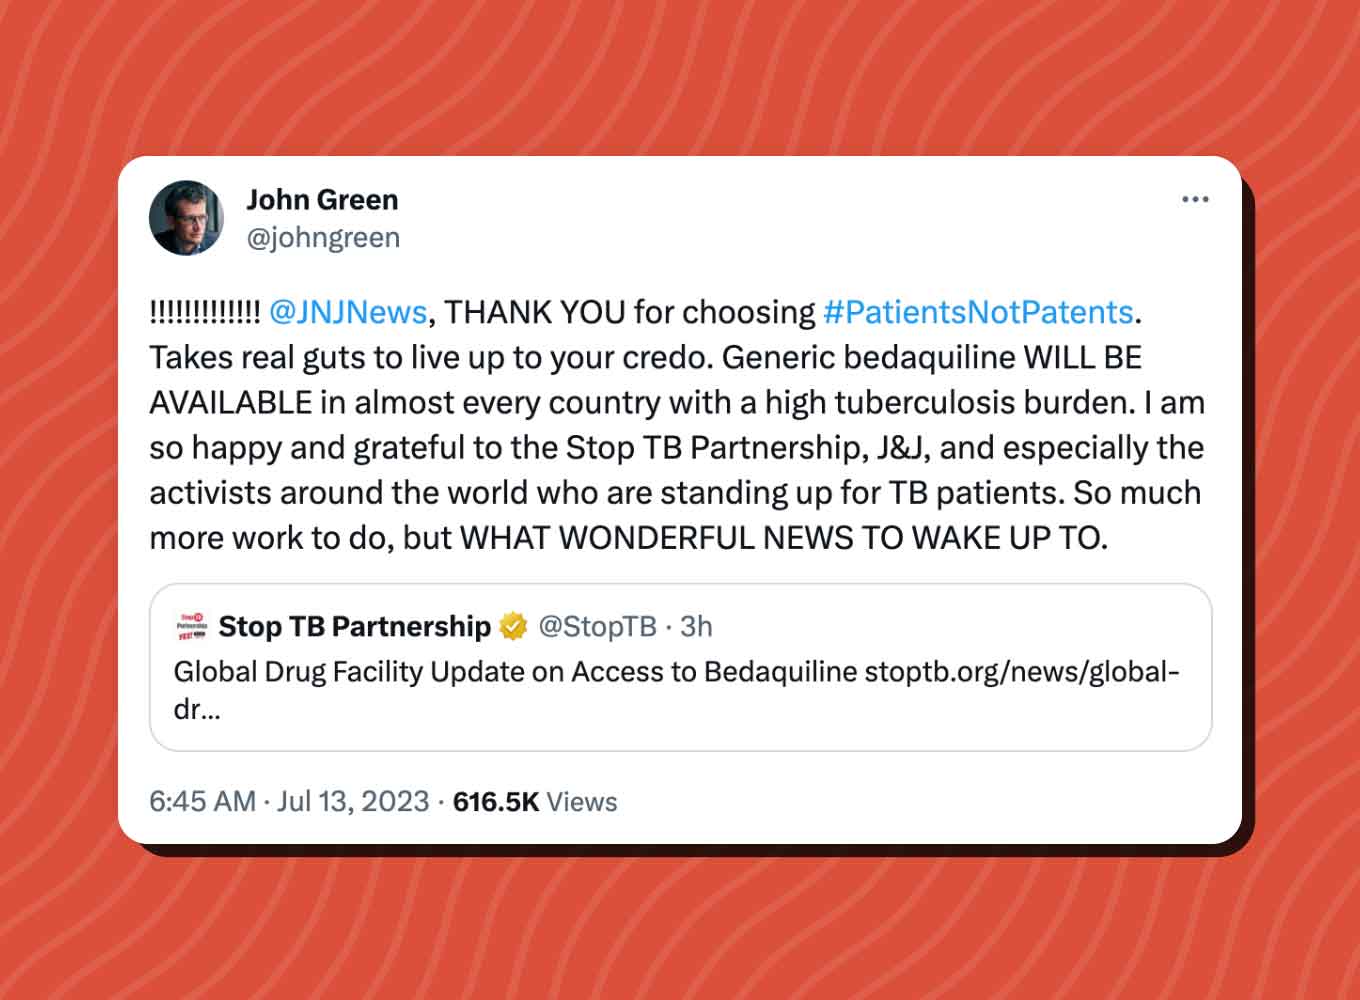 John Green
@johngreen
!!!!!!!!!!!!! @JNJNews, THANK YOU for choosing #PatientsNotPatents.
Takes real guts to live up to your credo. Generic bedaquiline WILL BE
AVAILABLE in almost every country with a high tuberculosis burden. I am
so happy and grateful to the Stop TB Partnership, J&J, and especially the
activists around the world who are standing up for TB patients. So much
more work to do, but WHAT WONDERFUL NEWS TO WAKE UP TO.
Stop TB Partnership @StopTB · 3h
Global Drug Facility Update on Access to Bedaquiline stoptb.org/news/global-
dr...
6:45 AM · Jul 13, 2023 · 616.5K Views